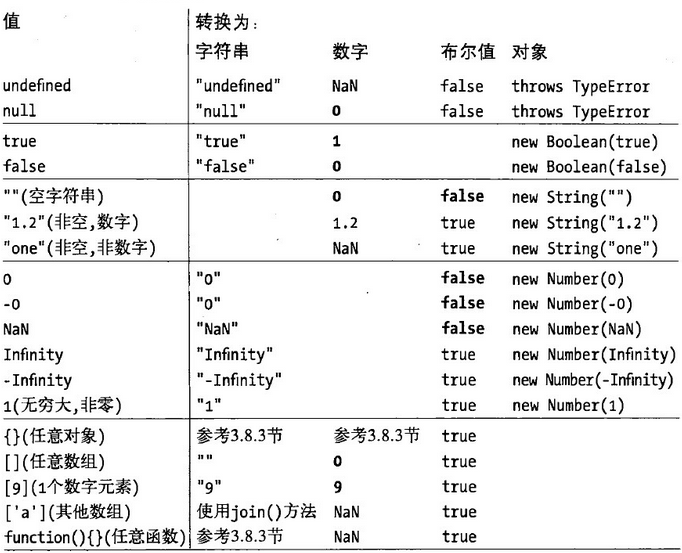 值 转换为:
字符串 数字 布尔值 对象
undefined "undefined" NaN false throws TypeError
null "null" 0 false throws TypeError
true "true" 1 new Boolean(true)
false "false" 0 new Boolean(false)
""(空字符串) 0 false new String("")
"1.2"(非空,数字) 1.2 true new String("1.2")
"one"(非空,非数字) NaN true new String("one")
0 "0" false new Number(0)
-0 "0" false new Number(-0)
NaN "NaN" false new Number(NaN)
Infinity "Infinity" true new Number(Infinity)
-Infinity "-Infinity" true new Number(-Infinity)
1(无穷大,非零) "1" true new Number(1)
{}(任意对象) 参考3.8.3节 参考3.8.3节 true
[](任意数组) "" 0 true
[9](1个数字元素) "9" 9 true
['a'](其他数组) 使用join()方法 NaN true
function(){}(任意函数) 参考3.8.3节 NaN true